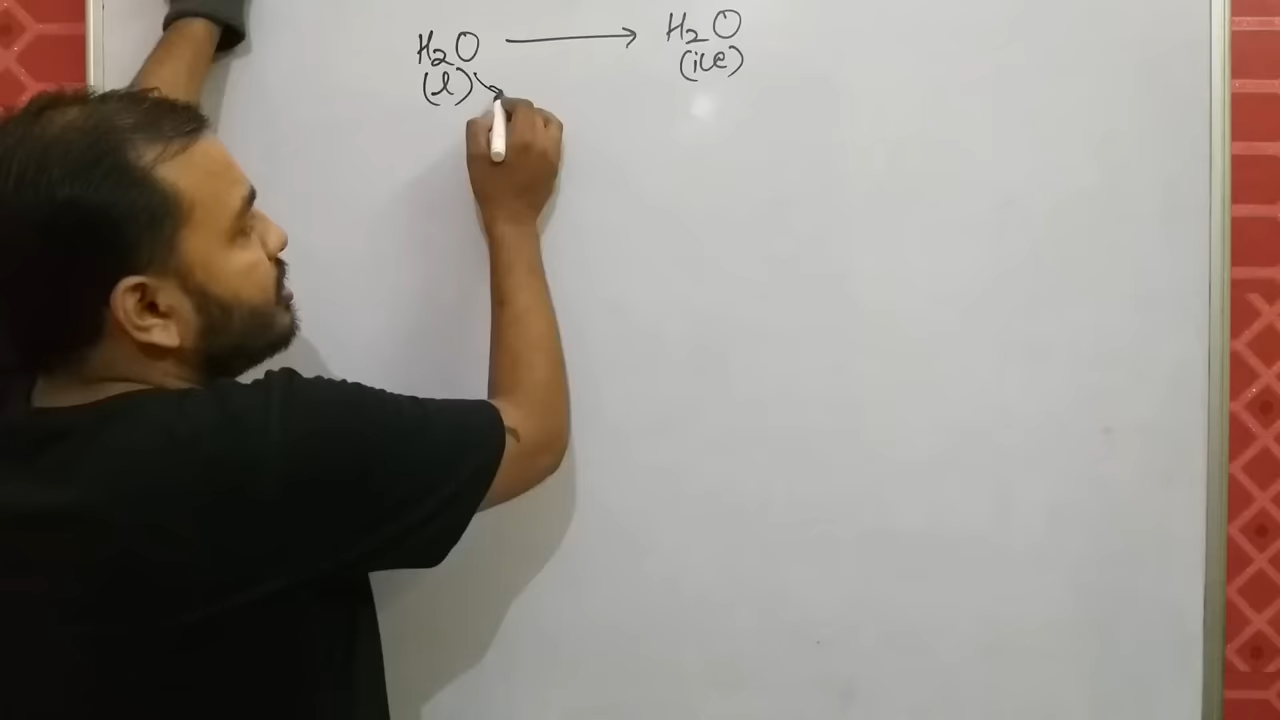 H₂O ⟶ H₂O
(l) (ice)